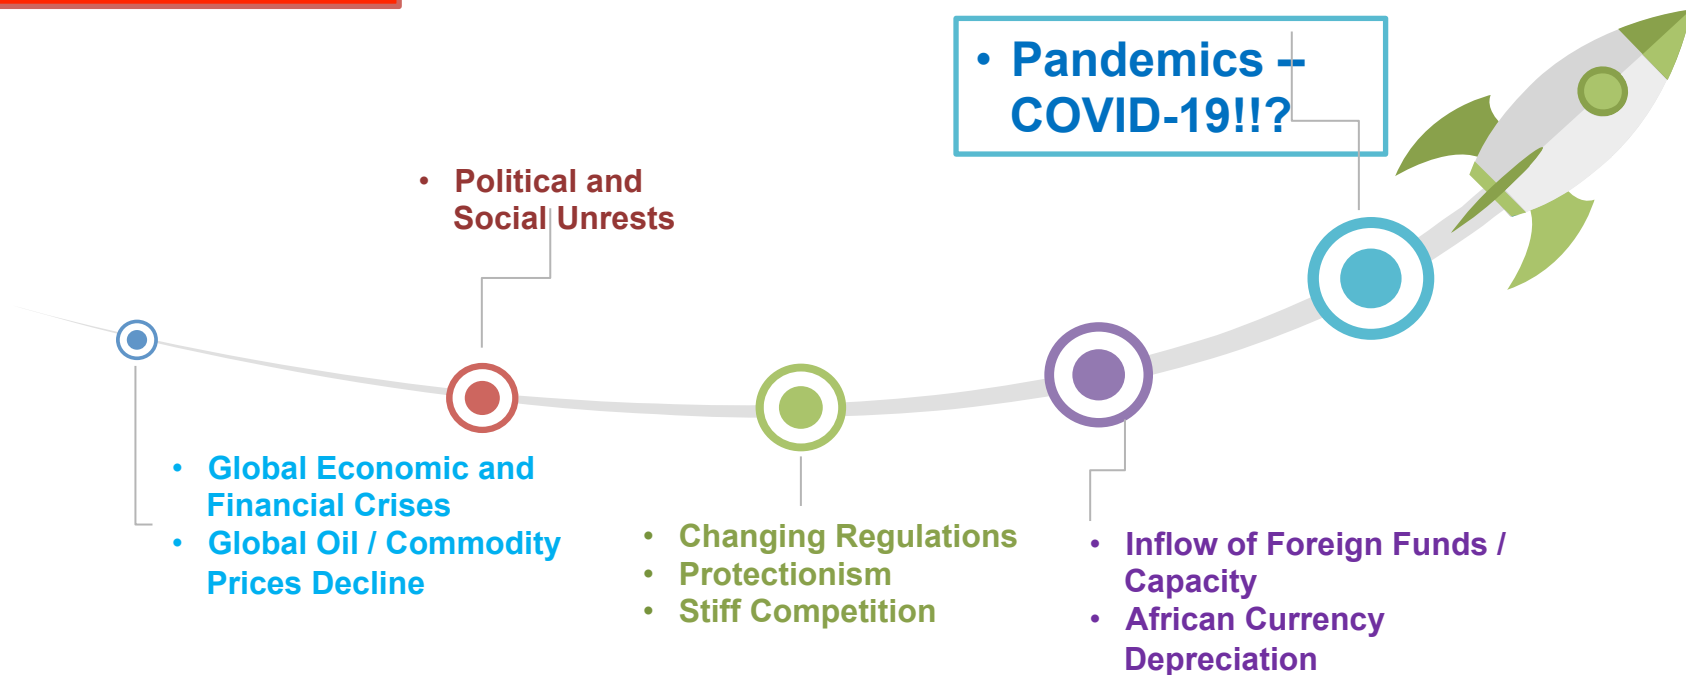 • Pandemics –
COVID-19!!?
• Political and
Social Unrests
• Global Economic and
Financial Crises
• Global Oil / Commodity
Prices Decline
• Changing Regulations
• Protectionism
• Stiff Competition
• Inflow of Foreign Funds /
Capacity
• African Currency
Depreciation